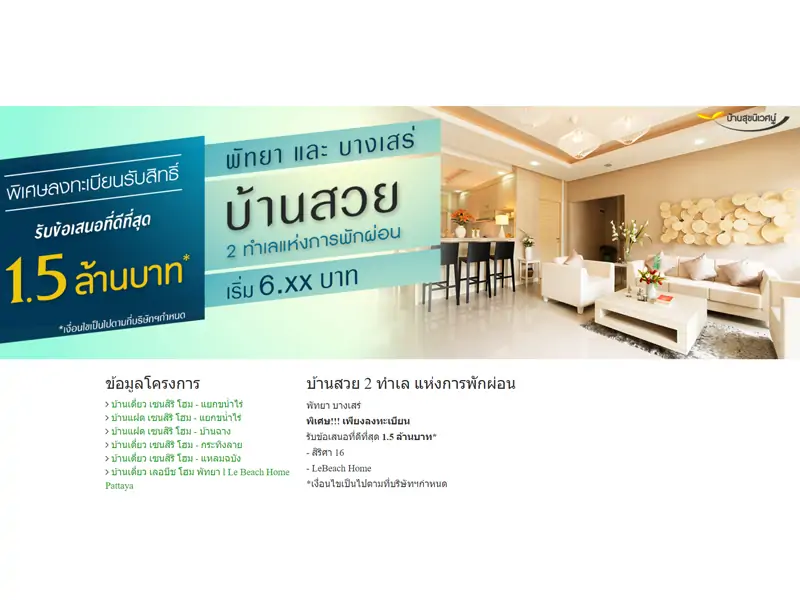 บ้านสุขนิเวศน์
พิเศษลงทะเบียนรับสิทธิ์
รับข้อเสนอที่ดีที่สุด
1.5 ล้านบาท*
*เงื่อนไขเป็นไปตามที่บริษัทฯกำหนด
พัทยา และ บางเสร่
บ้านสวย
2 ทำเลแห่งการพักผ่อน
เริ่ม 6.xx บาท
ข้อมูลโครงการ
> บ้านเดี่ยว เซนสิริ โฮม - แยกขน่ำไร่
> บ้านแฝด เซนสิริ โฮม - แยกขน่ำไร่
> บ้านแฝด เซนสิริ โฮม - บ้านฉาง
> บ้านเดี่ยว เซนสิริ โฮม - กระทิงลาย
> บ้านเดี่ยว เซนสิริ โฮม - แหลมฉบัง
> บ้านเดี่ยว เลอบีช โฮม พัทยา l Le Beach Home
Pattaya
บ้านสวย 2 ทำเล แห่งการพักผ่อน
พัทยา บางเสร่
พิเศษ!!! เพียงลงทะเบียน
รับข้อเสนอที่ดีที่สุด 1.5 ล้านบาท*
- สิริศา 16
- LeBeach Home
*เงื่อนไขเป็นไปตามที่บริษัทฯกำหนด